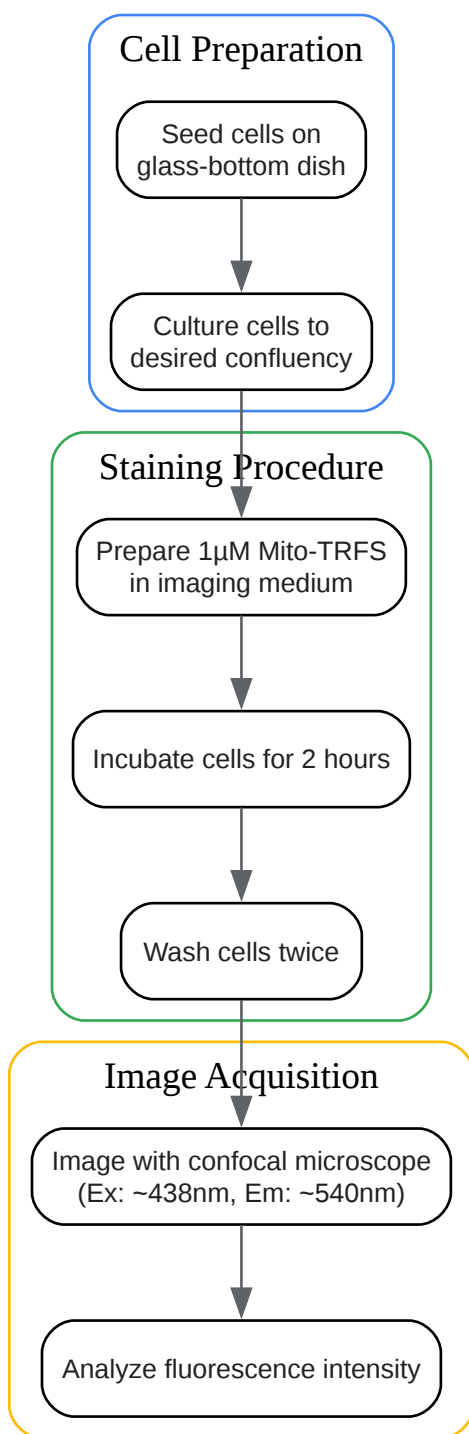 Cell Preparation
Seed cells on
glass-bottom dish
Culture cells to
desired confluency
Staining Procedure
Prepare 1µM Mito-TRFS
in imaging medium
Incubate cells for 2 hours
Wash cells twice
Image Acquisition
Image with confocal microscope
(Ex: ~438nm, Em: ~540nm)
Analyze fluorescence intensity